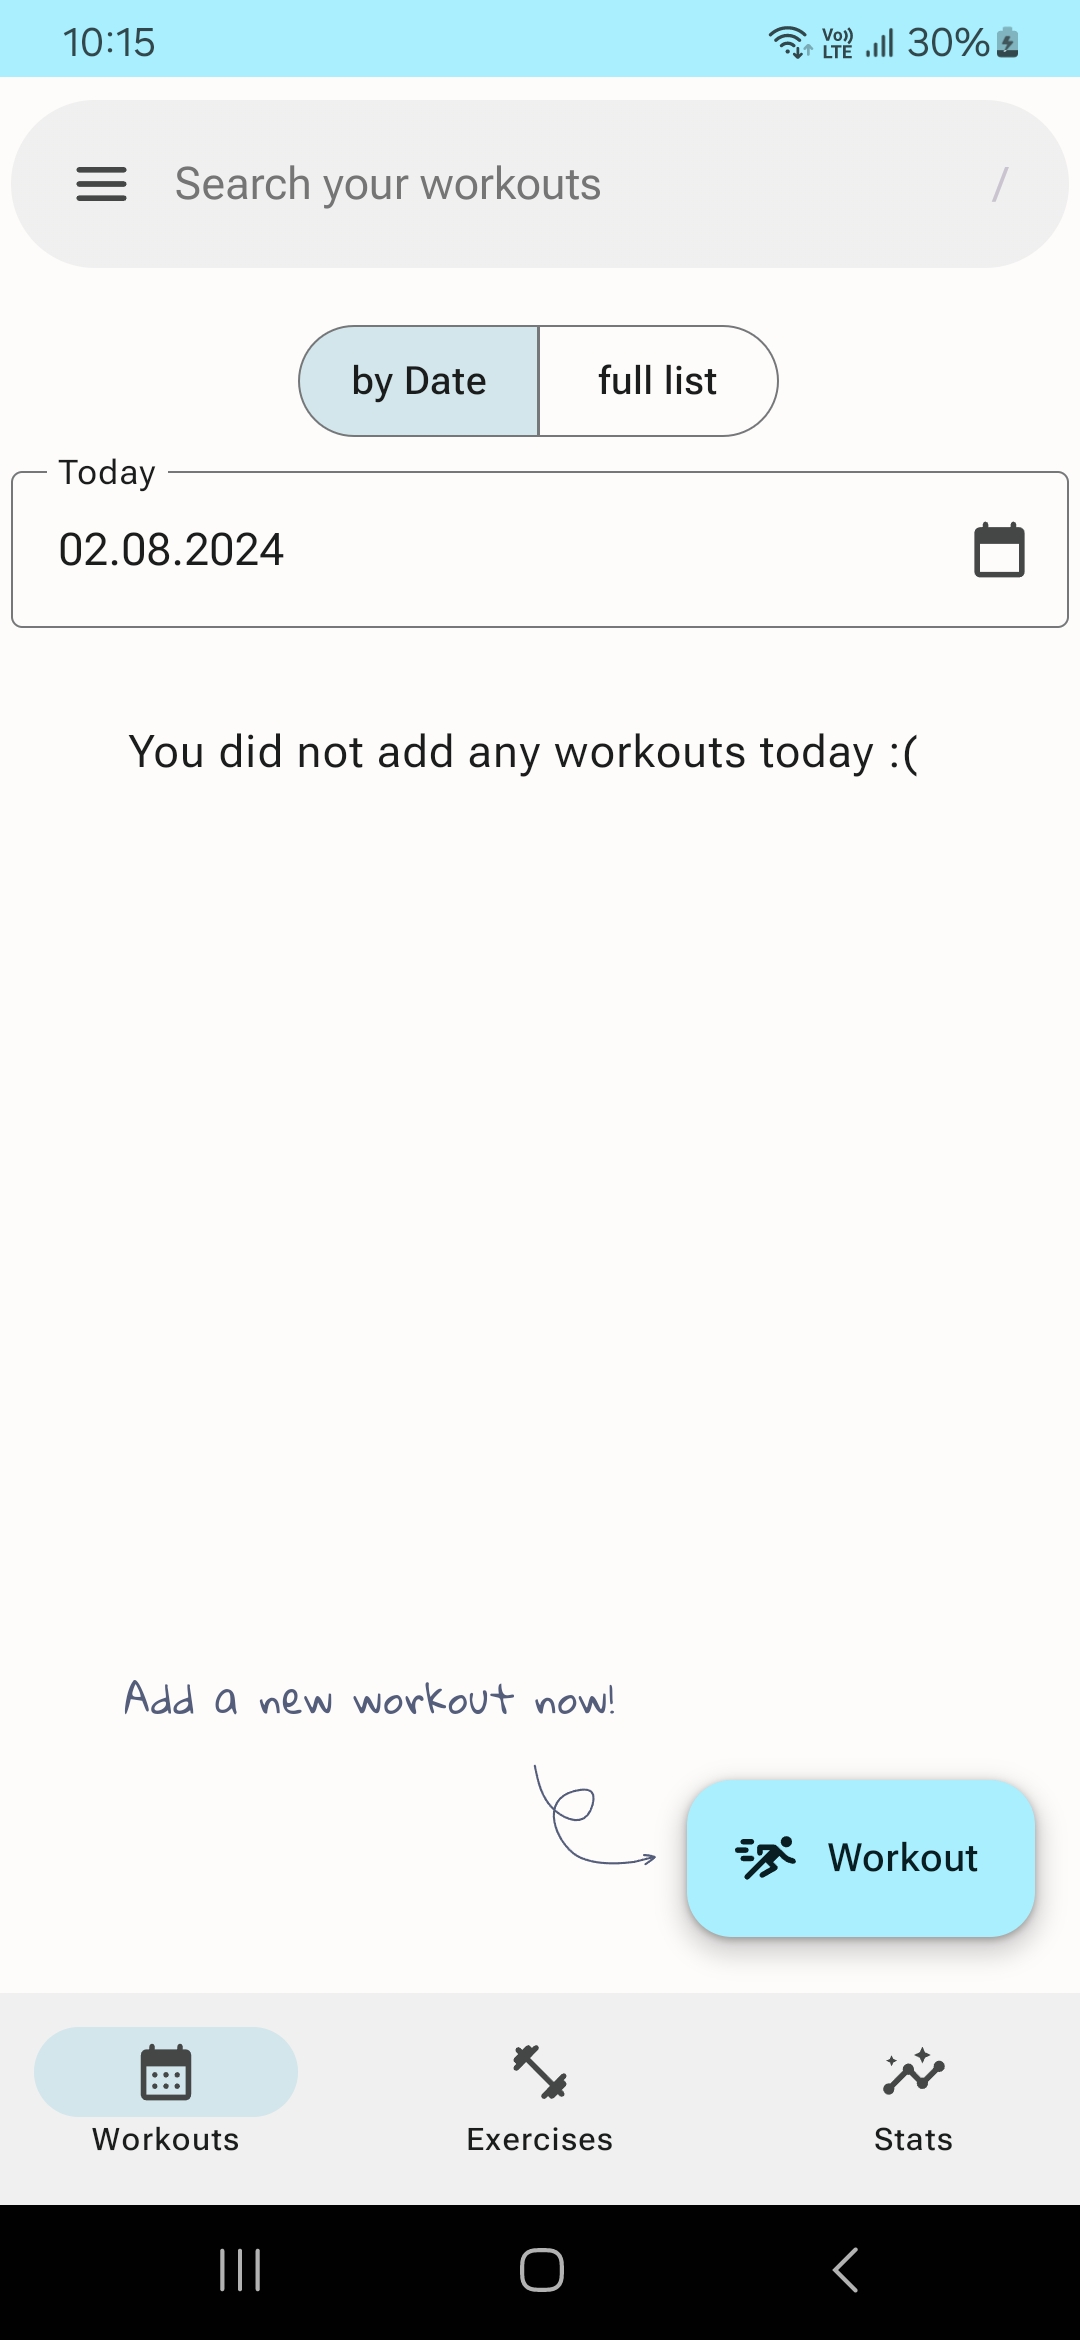 10:15 Vo)) LTE 30%
Search your workouts /
by Date full list
Today
02.08.2024
You did not add any workouts today :(
Add a new workout now!
Workout
Workouts Exercises Stats